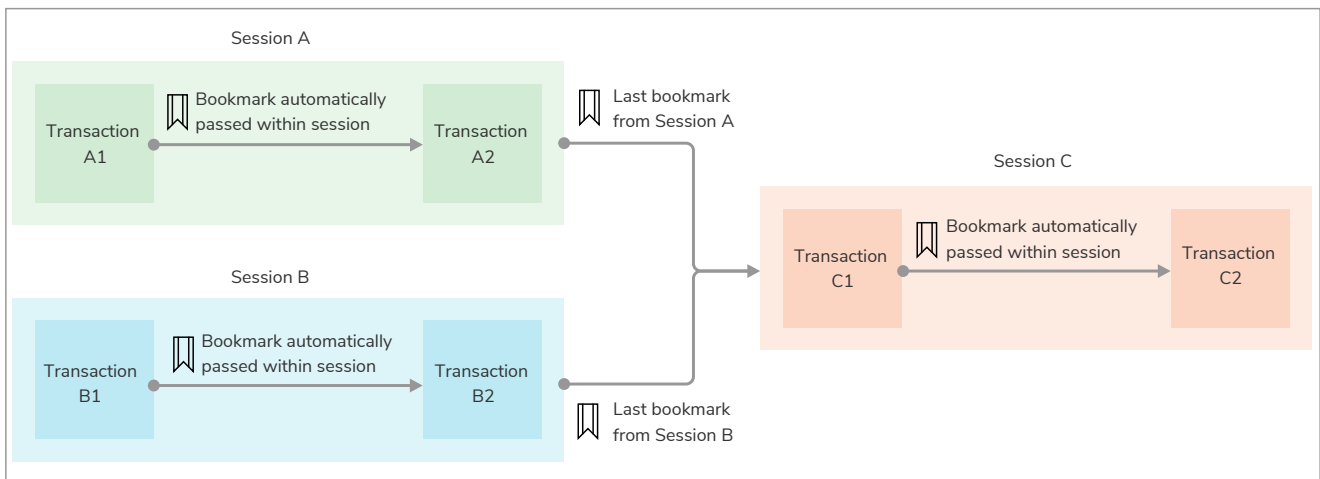 Session A
Transaction
A1
Bookmark automatically
passed within session
Transaction
A2
Last bookmark
from Session A
Session B
Transaction
B1
Bookmark automatically
passed within session
Transaction
B2
Last bookmark
from Session B
Session C
Transaction
C1
Bookmark automatically
passed within session
Transaction
C2